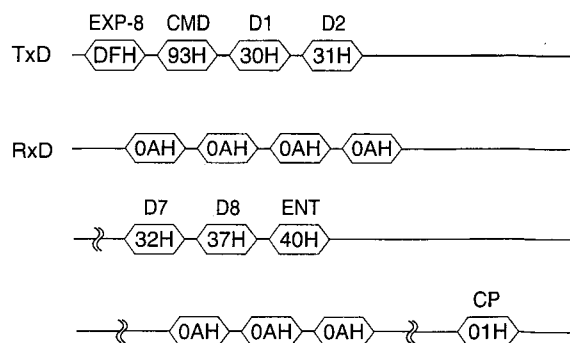 EXP-8 CMD D1 D2
TxD DFH 93H 30H 31H
RxD 0AH 0AH 0AH 0AH
D7 D8 ENT
32H 37H 40H
CP
0AH 0AH 0AH 01H